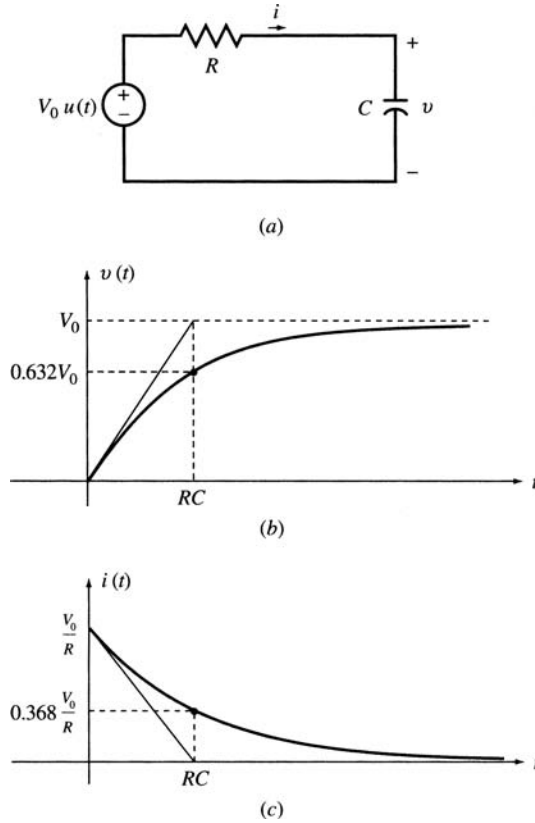 i
R
+
V₀ u(t)
+
−
C
υ
−
(a)
υ (t)
V₀
0.632V₀
RC
t
(b)
i (t)
V₀/R
0.368 V₀/R
RC
t
(c)